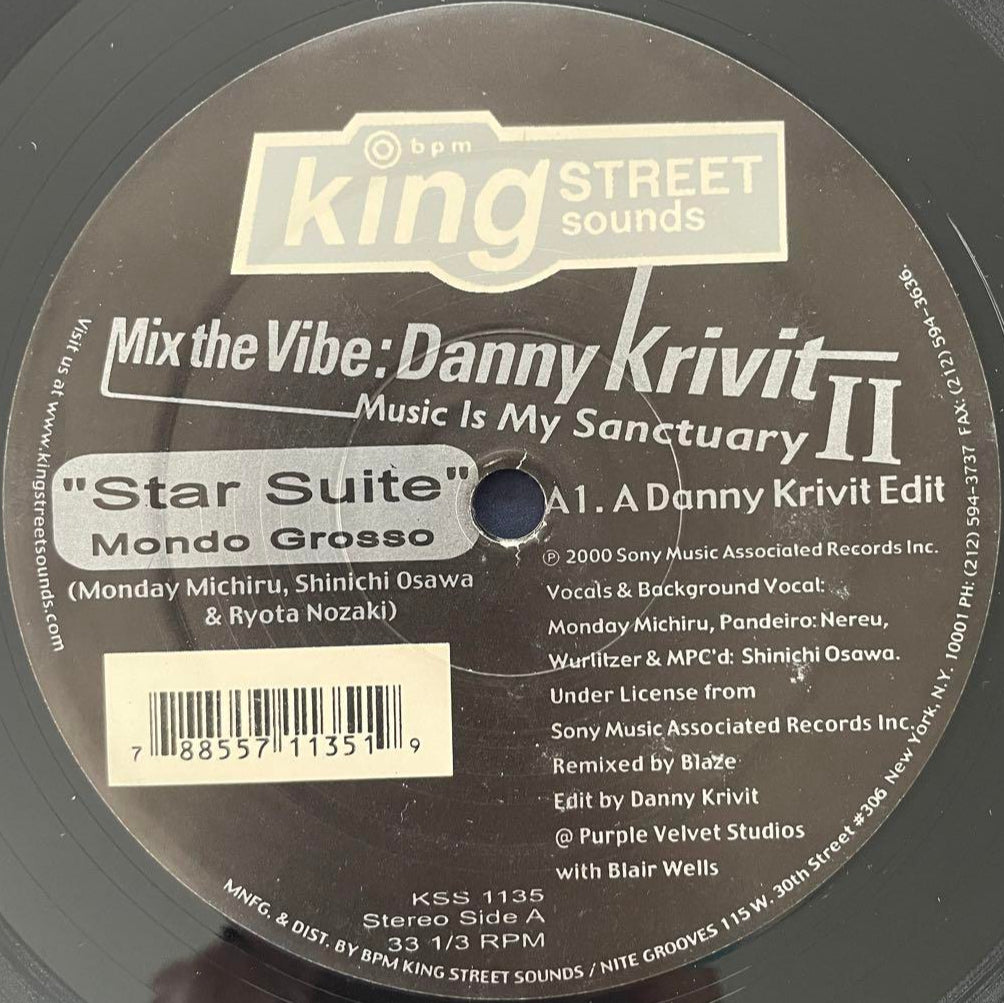 bpm
king STREET
sounds
Mix the Vibe: Danny Krivit II
Music Is My Sanctuary
"Star Suite"
Mondo Grosso
(Monday Michiru, Shinichi Osawa
& Ryota Nozaki)
A1. A Danny Krivit Edit
℗ 2000 Sony Music Associated Records Inc.
Vocals & Background Vocal:
Monday Michiru, Pandeiro: Nereu,
Wurlitzer & MPC'd: Shinichi Osawa.
Under License from
Sony Music Associated Records Inc.
Remixed by Blaze
Edit by Danny Krivit
@ Purple Velvet Studios
with Blair Wells
7 88557 11351 9
KSS 1135
Stereo Side A
33 1/3 RPM
Visit us at www.kingstreetsounds.com
MNFG. & DIST. BY BPM KING STREET SOUNDS / NITE GROOVES 115 W. 30th Street #306 New York, N.Y. 10001 PH: (212) 594-3737 FAX: (212) 594-3636.